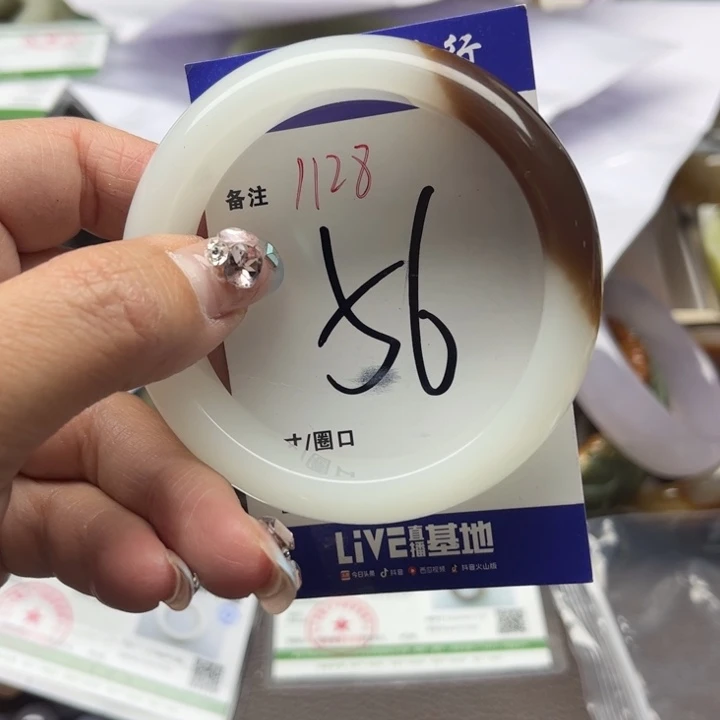 行
备注 1128
56
寸/圈口
LiVE直播基地
今日头条 抖音 西瓜视频 抖音火山版